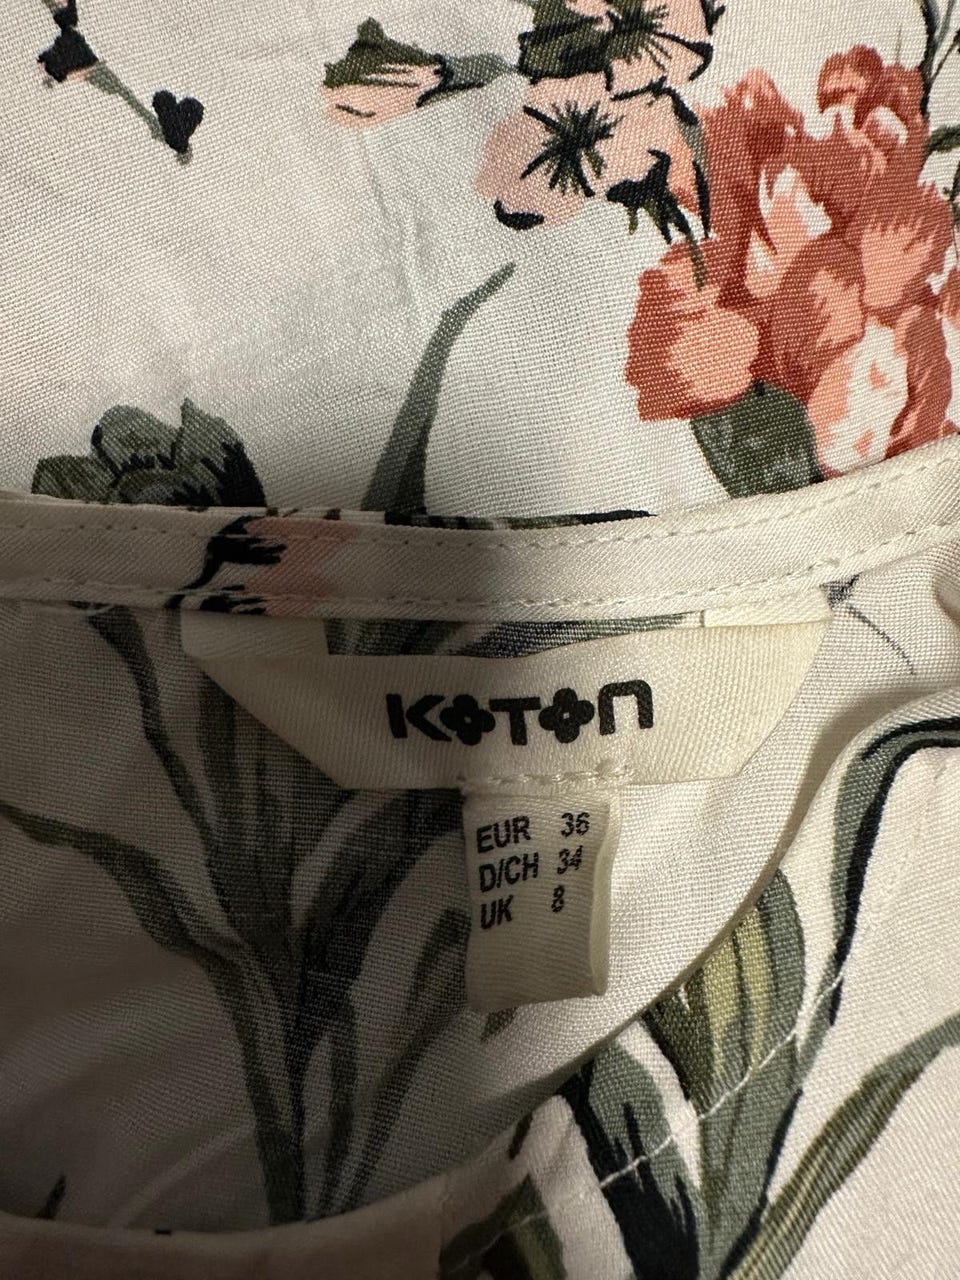 KOTON
EUR 36
D/CH 34
UK 8